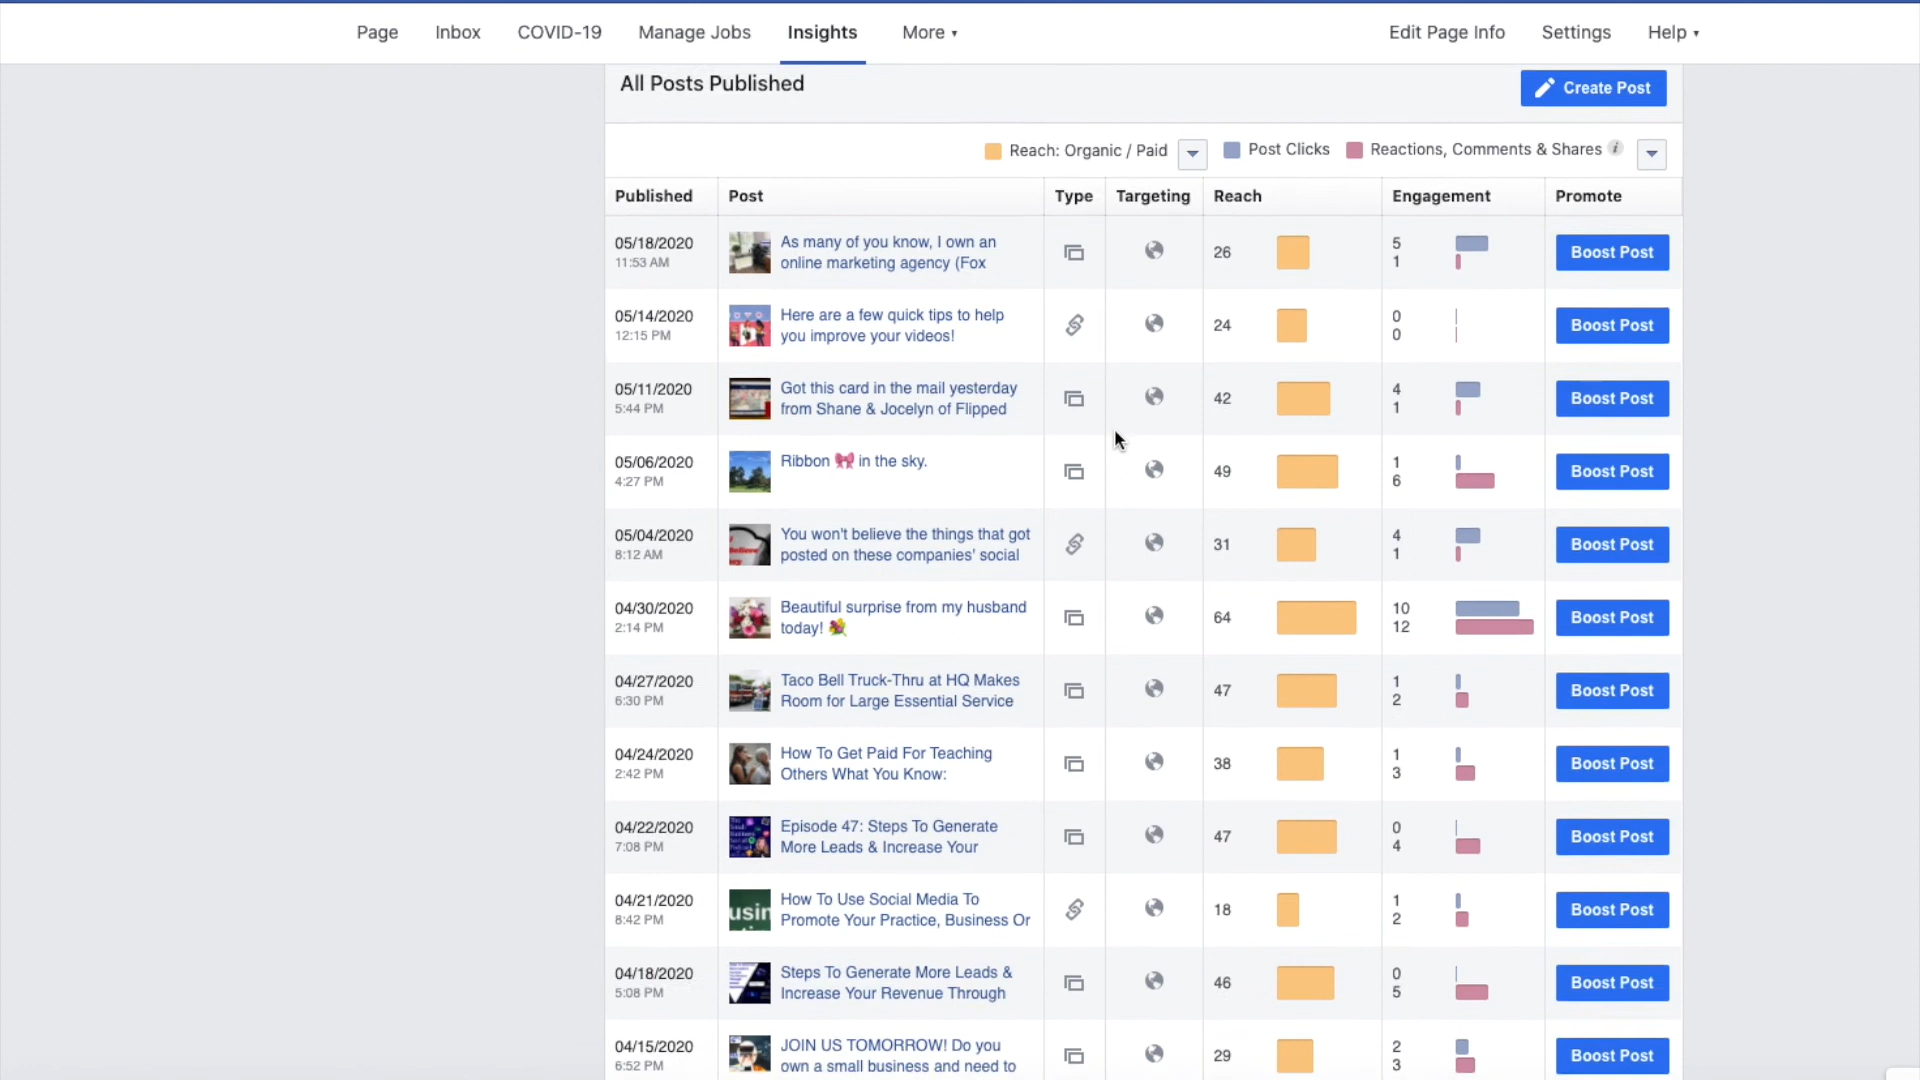 Page Inbox COVID-19 Manage Jobs Insights More Edit Page Info Settings Help
All Posts Published Create Post
Reach: Organic / Paid Post Clicks Reactions, Comments & Shares i
Published Post Type Targeting Reach Engagement Promote
05/18/2020
11:53 AM
As many of you know, I own an
online marketing agency (Fox
26
5
1
Boost Post
05/14/2020
12:15 PM
Here are a few quick tips to help
you improve your videos!
24
0
0
Boost Post
05/11/2020
5:44 PM
Got this card in the mail yesterday
from Shane & Jocelyn of Flipped
42
4
1
Boost Post
05/06/2020
4:27 PM
Ribbon 🎀 in the sky.
49
1
6
Boost Post
05/04/2020
8:12 AM
You won't believe the things that got
posted on these companies' social
31
4
1
Boost Post
04/30/2020
2:14 PM
Beautiful surprise from my husband
today! 💐
64
10
12
Boost Post
04/27/2020
6:30 PM
Taco Bell Truck-Thru at HQ Makes
Room for Large Essential Service
47
1
2
Boost Post
04/24/2020
2:42 PM
How To Get Paid For Teaching
Others What You Know:
38
1
3
Boost Post
04/22/2020
7:08 PM
Episode 47: Steps To Generate
More Leads & Increase Your
47
0
4
Boost Post
04/21/2020
8:42 PM
usin
How To Use Social Media To
Promote Your Practice, Business Or
18
1
2
Boost Post
04/18/2020
5:08 PM
Steps To Generate More Leads &
Increase Your Revenue Through
46
0
5
Boost Post
04/15/2020
6:52 PM
JOIN US TOMORROW! Do you
own a small business and need to
29
2
3
Boost Post